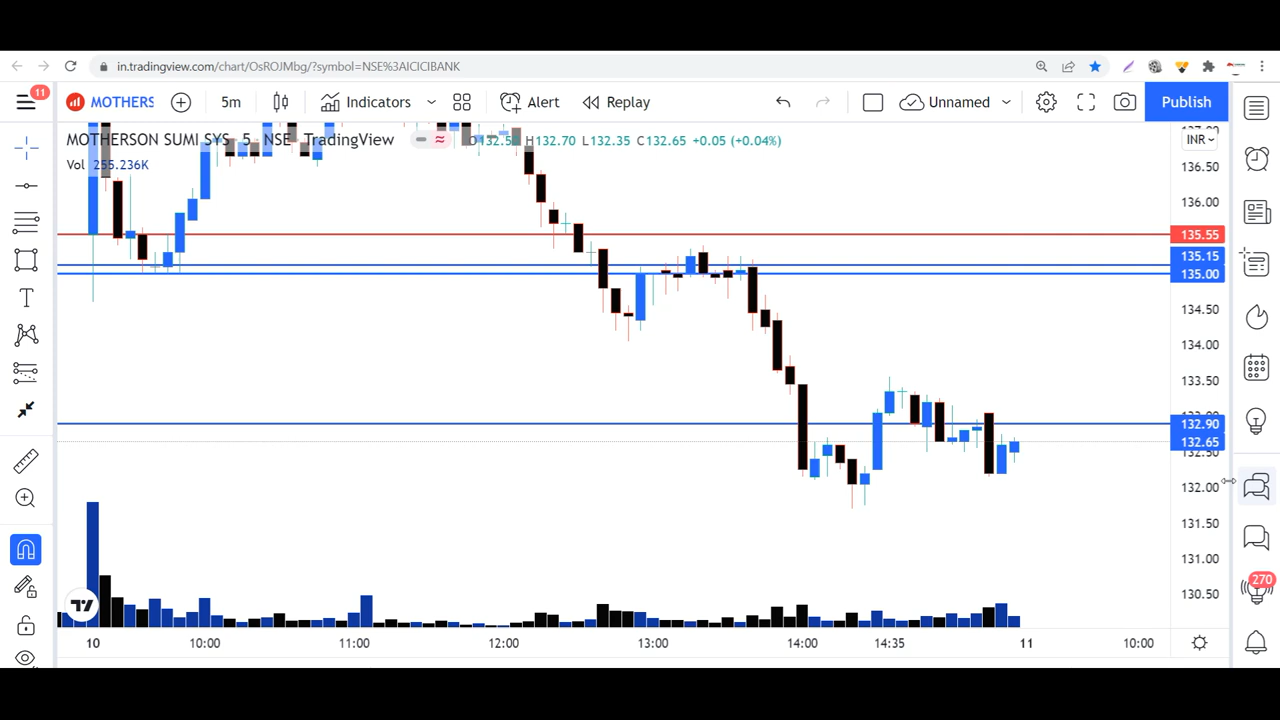 in.tradingview.com/chart/OsROJMbg/?symbol=NSE%3AICICIBANK
11
MOTHERS 5m Indicators Alert Replay Unnamed Publish
MOTHERSON SUMI SYS 5 NSE TradingView O132.5 H132.70 L132.35 C132.65 +0.05 (+0.04%)
INR
Vol 255.236K
136.50
136.00
135.55
135.15
135.00
134.50
134.00
133.50
132.90
132.65
132.50
132.00
131.50
131.00
270
130.50
10 10:00 11:00 12:00 13:00 14:00 14:35 11 10:00